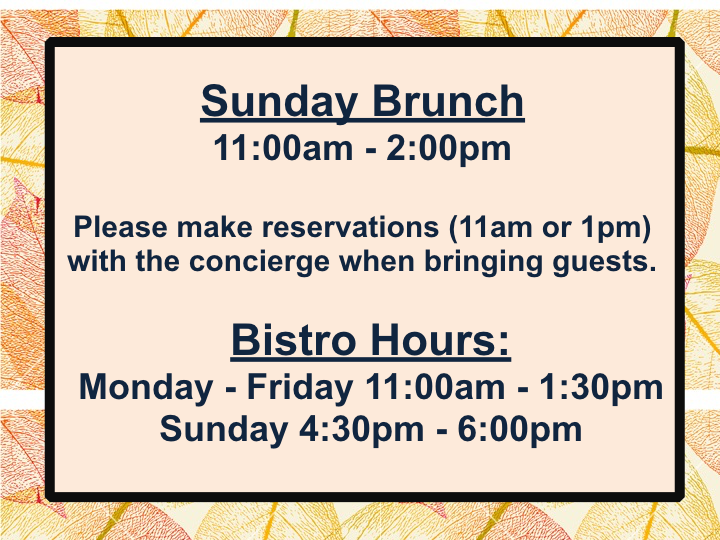 Sunday Brunch
11:00am - 2:00pm
Please make reservations (11am or 1pm)
with the concierge when bringing guests.
Bistro Hours:
Monday - Friday 11:00am - 1:30pm
Sunday 4:30pm - 6:00pm